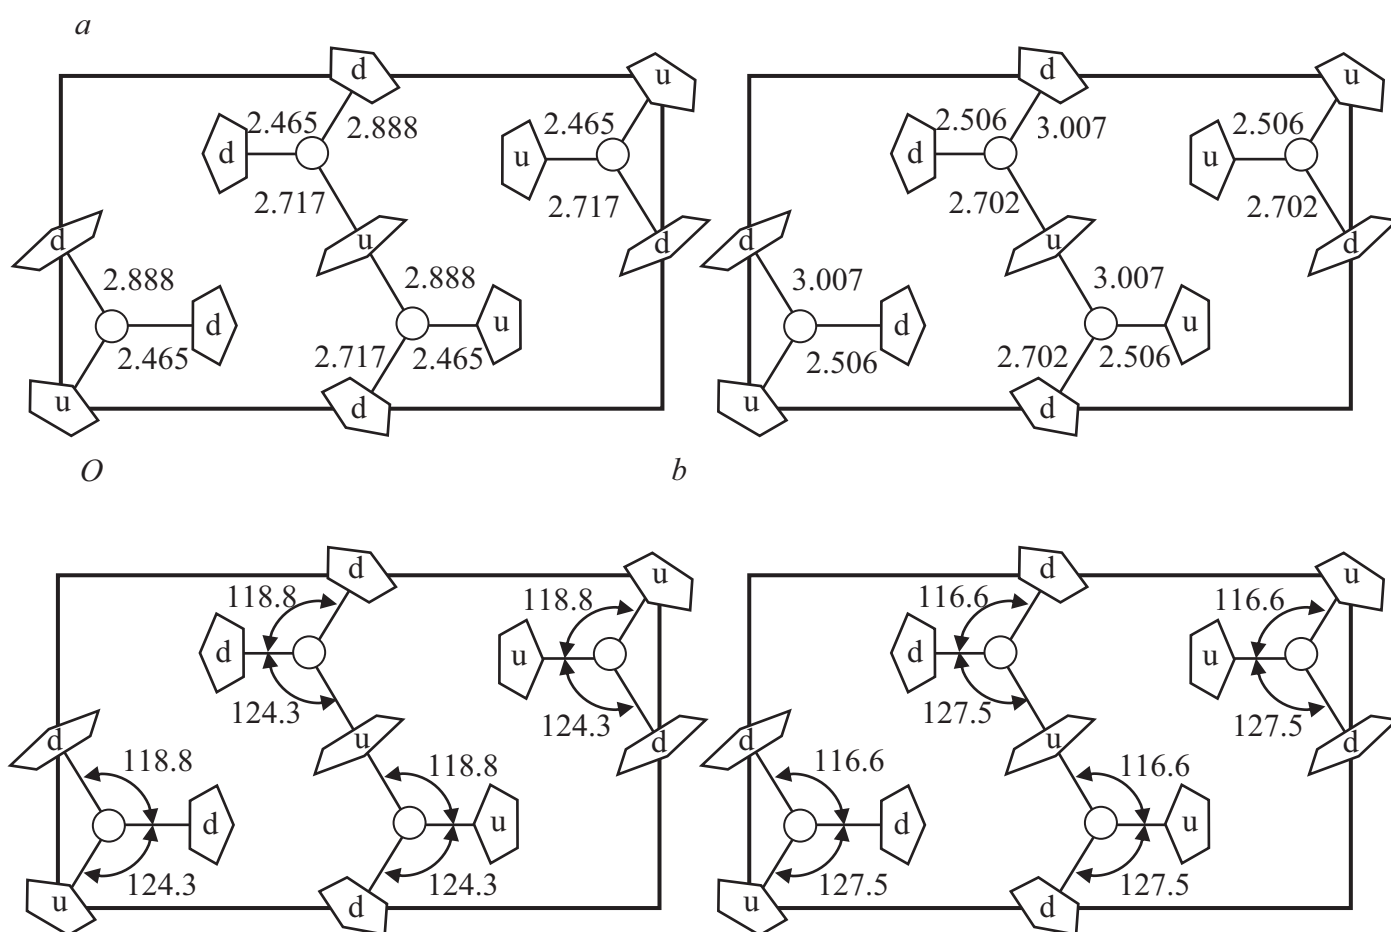 a
d u d u
2.465 2.888 2.465 2.506 3.007 2.506
d u d u
2.717 2.717 2.702 2.702
d u d d u d
2.888 2.888 3.007 3.007
d u d u
2.465 2.717 2.465 2.506 2.702 2.506
u d u d
O b
d u d u
118.8 118.8 116.6 116.6
d u d u
124.3 124.3 127.5 127.5
d u d d u d
118.8 118.8 116.6 116.6
d u d u
124.3 124.3 127.5 127.5
u d u d